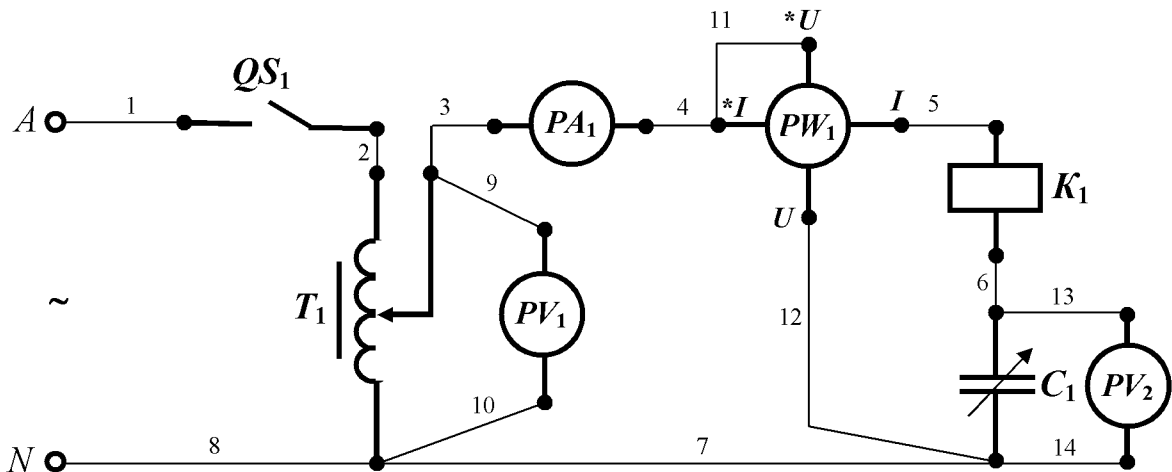 11 *U
QS₁
A 1 3 PA₁ 4 *I PW₁ I 5
2
9 K₁
U
6 13
~ T₁ PV₁ 12
C₁ PV₂
10
N 8 7 14